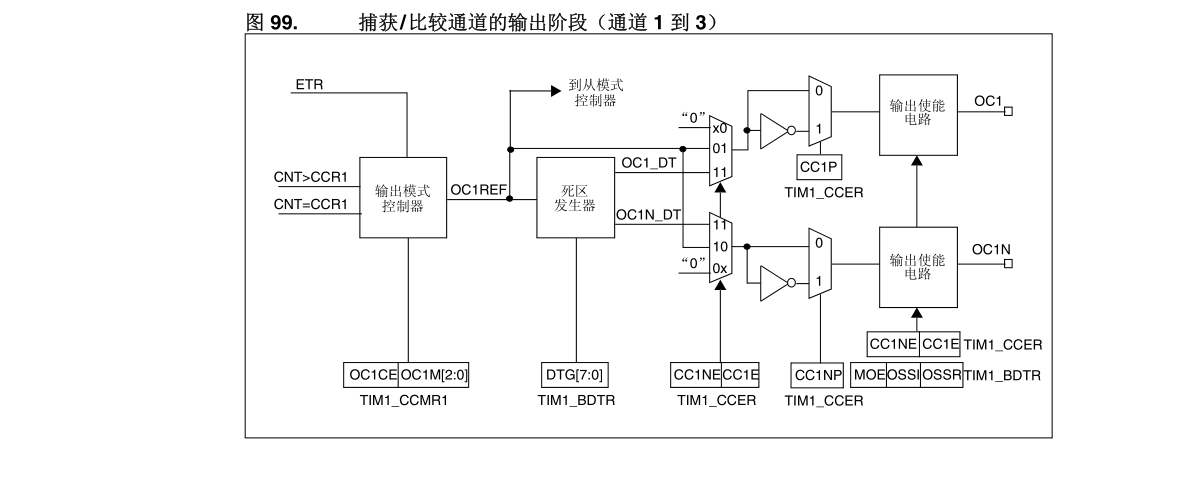 图 99. 捕获/比较通道的输出阶段（通道 1 到 3）
ETR
到从模式
控制器
“0”
x0
01
11
0
1
CC1P
TIM1_CCER
输出使能
电路
OC1
CNT>CCR1
CNT=CCR1
输出模式
控制器
OC1REF
死区
发生器
OC1_DT
OC1N_DT
11
10
0x
“0”
0
1
输出使能
电路
OC1N
CC1NE CC1E TIM1_CCER
MOE OSSI OSSR TIM1_BDTR
OC1CE OC1M[2:0]
TIM1_CCMR1
DTG[7:0]
TIM1_BDTR
CC1NE CC1E
TIM1_CCER
CC1NP
TIM1_CCER